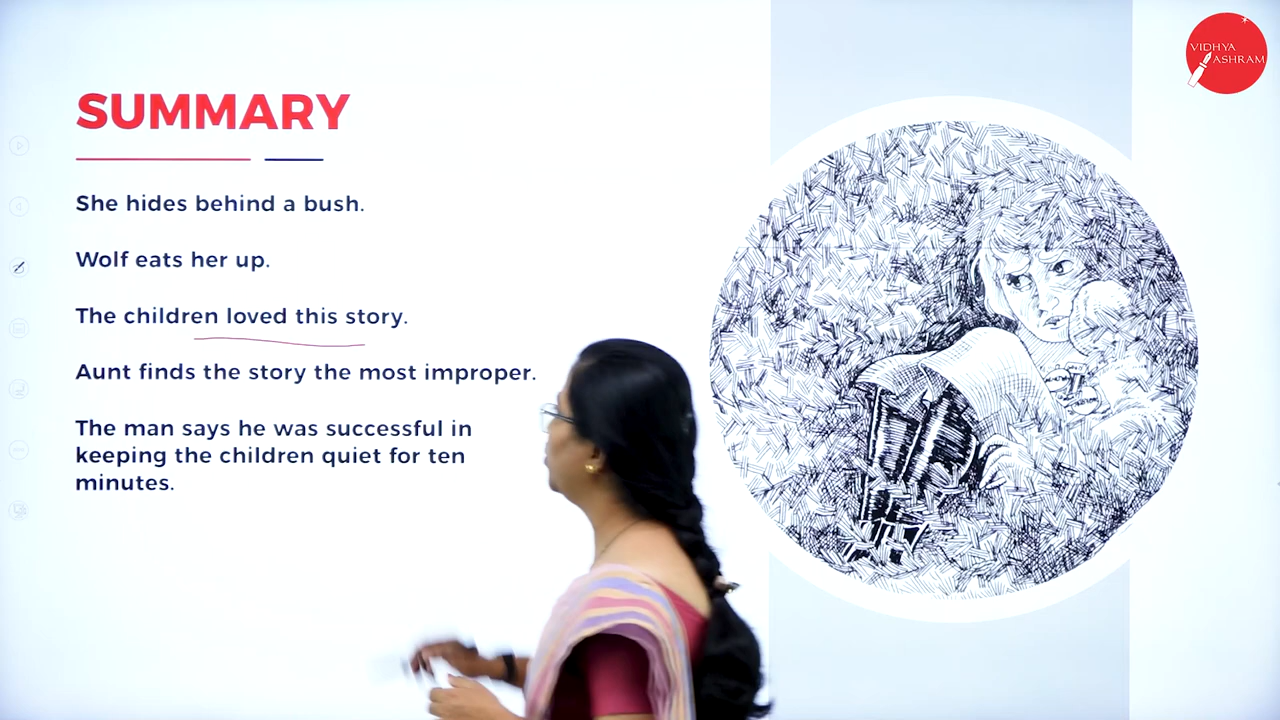 VIDHYA
ASHRAM
SUMMARY
She hides behind a bush.
Wolf eats her up.
The children loved this story.
Aunt finds the story the most improper.
The man says he was successful in
keeping the children quiet for ten
minutes.